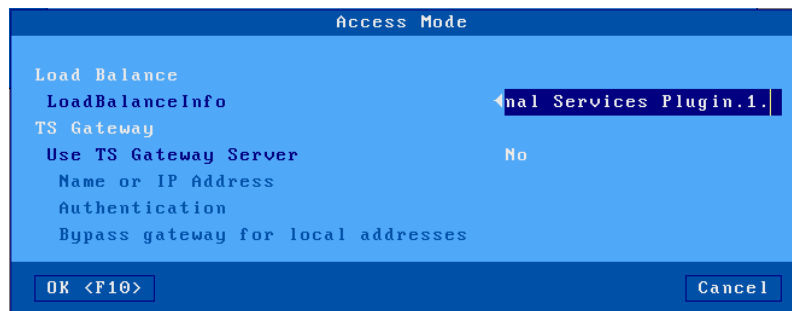 Access Mode
Load Balance
LoadBalanceInfo nal Services Plugin.1.
TS Gateway
Use TS Gateway Server No
Name or IP Address
Authentication
Bypass gateway for local addresses
OK <F10> Cancel